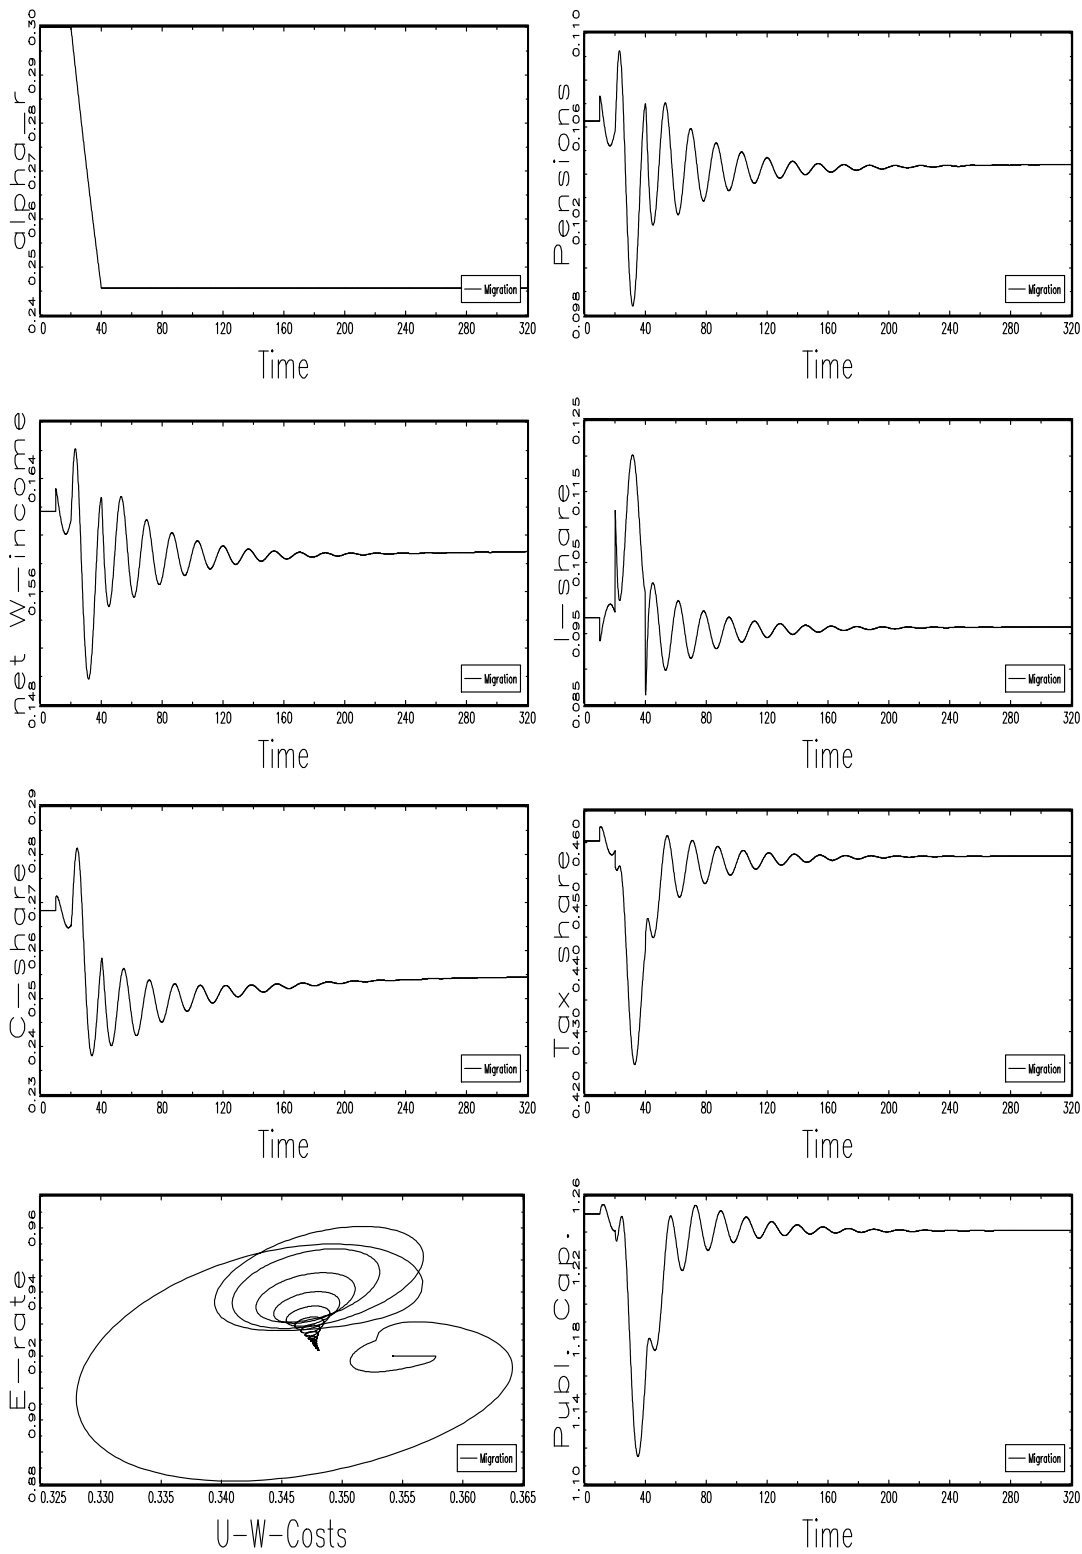 alpha_r
0.30
0.29
0.28
0.27
0.26
0.25
0.24
0 40 80 120 160 200 240 280 320
Time
Migration
Pensions
0.110
0.106
0.102
0.098
0 40 80 120 160 200 240 280 320
Time
Migration
net W-income
0.164
0.156
0.148
0 40 80 120 160 200 240 280 320
Time
Migration
I-share
0.125
0.115
0.105
0.095
0.085
0 40 80 120 160 200 240 280 320
Time
Migration
C-share
0.29
0.28
0.27
0.26
0.25
0.24
0.23
0 40 80 120 160 200 240 280 320
Time
Migration
Tax share
0.460
0.450
0.440
0.430
0.420
0 40 80 120 160 200 240 280 320
Time
Migration
E-rate
0.96
0.94
0.92
0.90
0.88
0.325 0.330 0.335 0.340 0.345 0.350 0.355 0.360 0.365
U-W-Costs
Migration
Publ. Cap.
1.26
1.22
1.18
1.14
1.10
0 40 80 120 160 200 240 280 320
Time
Migration